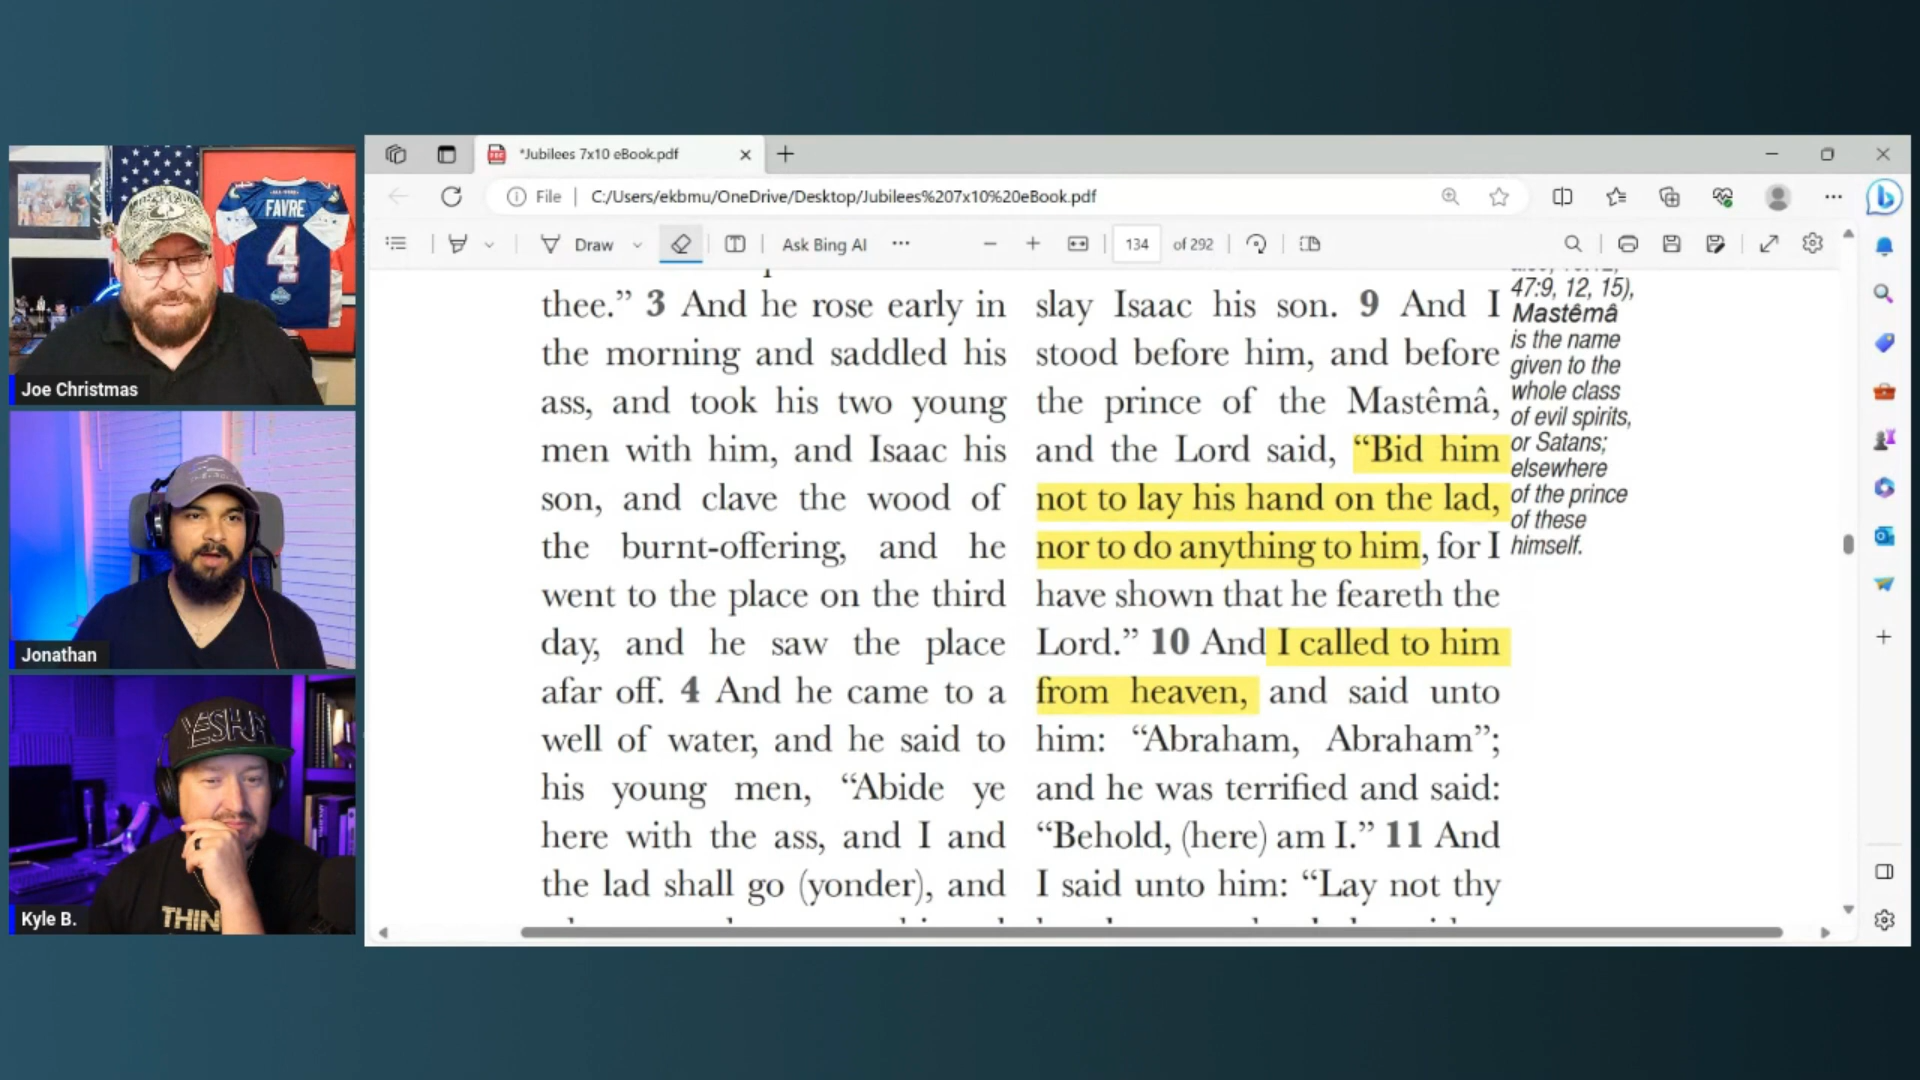 *Jubilees 7x10 eBook.pdf
File
C:/Users/ekbmu/OneDrive/Desktop/Jubilees%207x10%20eBook.pdf
Draw
Ask Bing AI
134
of 292
thee.” 3 And he rose early in
the morning and saddled his
ass, and took his two young
men with him, and Isaac his
son, and clave the wood of
the burnt-offering, and he
went to the place on the third
day, and he saw the place
afar off. 4 And he came to a
well of water, and he said to
his young men, “Abide ye
here with the ass, and I and
the lad shall go (yonder), and
slay Isaac his son. 9 And I
stood before him, and before
the prince of the Mastêmâ,
and the Lord said, “Bid him
not to lay his hand on the lad,
nor to do anything to him, for I
have shown that he feareth the
Lord.” 10 And I called to him
from heaven, and said unto
him: “Abraham, Abraham”;
and he was terrified and said:
“Behold, (here) am I.” 11 And
I said unto him: “Lay not thy
47:9, 12, 15),
Mastêmâ
is the name
given to the
whole class
of evil spirits,
or Satans;
elsewhere
of the prince
of these
himself.
FAVRE
4
Joe Christmas
Jonathan
THIN
Kyle B.